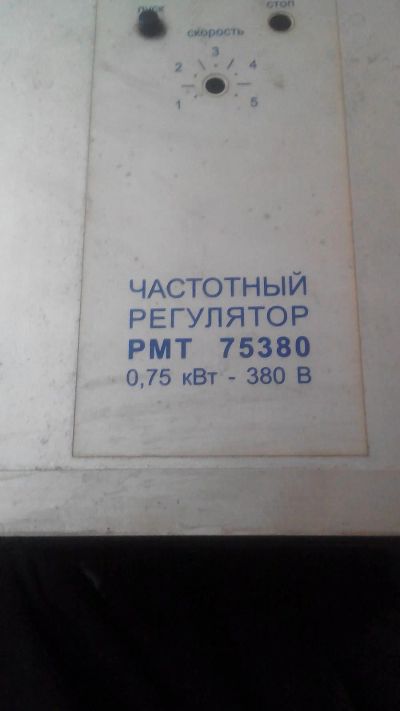 пуск стоп
скорость
3
2 4
1 5
ЧАСТОТНЫЙ
РЕГУЛЯТОР
РМТ 75380
0,75 кВт - 380 В